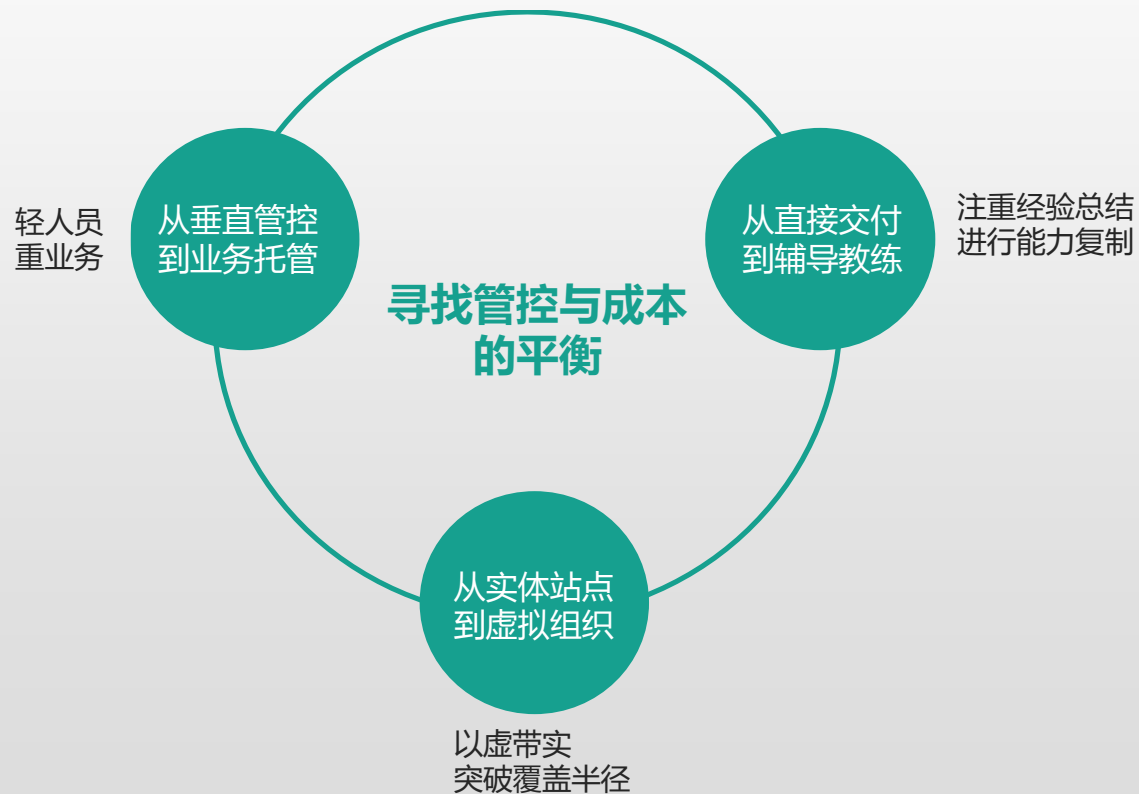 轻人员
重业务
从垂直管控
到业务托管
寻找管控与成本
的平衡
从直接交付
到辅导教练
注重经验总结
进行能力复制
从实体站点
到虚拟组织
以虚带实
突破覆盖半径